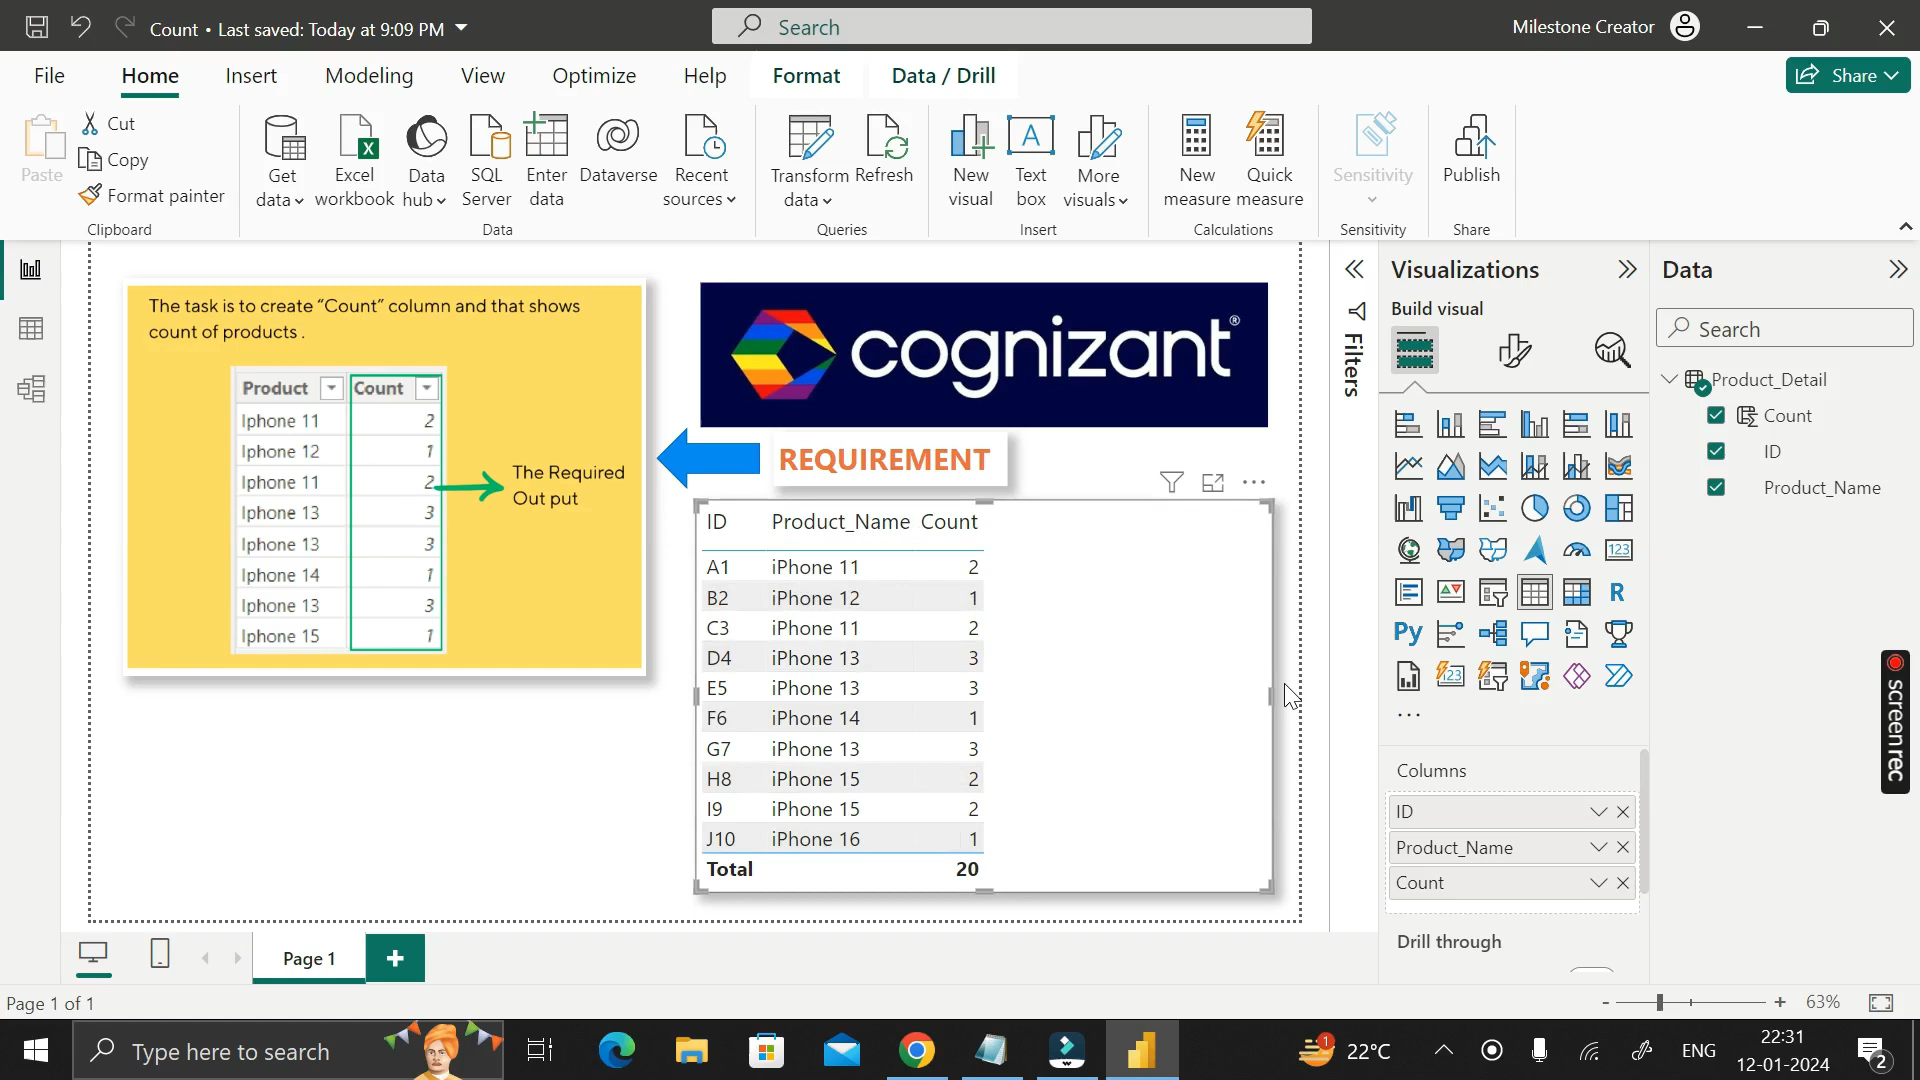 Count • Last saved: Today at 9:09 PM
Search
Milestone Creator
File
Home
Insert
Modeling
View
Optimize
Help
Format
Data / Drill
Share
Paste
Cut
Copy
Format painter
Clipboard
Get data
Excel workbook
Data hub
SQL Server
Enter data
Dataverse
Recent sources
Data
Transform data
Refresh
Queries
New visual
Text box
More visuals
Insert
New measure
Quick measure
Calculations
Sensitivity
Sensitivity
Publish
Share
The task is to create “Count” column and that shows
count of products .
Product Count
Iphone 11 2
Iphone 12 1
Iphone 11 2
Iphone 13 3
Iphone 13 3
Iphone 14 1
Iphone 13 3
Iphone 15 1
The Required
Out put
cognizant®
REQUIREMENT
ID Product_Name Count
A1 iPhone 11 2
B2 iPhone 12 1
C3 iPhone 11 2
D4 iPhone 13 3
E5 iPhone 13 3
F6 iPhone 14 1
G7 iPhone 13 3
H8 iPhone 15 2
I9 iPhone 15 2
J10 iPhone 16 1
Total 20
Filters
Visualizations
Build visual
123
R
Py
123
Columns
ID
Product_Name
Count
Drill through
Data
Search
Product_Detail
Count
ID
Product_Name
screen rec
Page 1
Page 1 of 1
- + 63%
Type here to search
1
22°C
ENG
22:31
12-01-2024
2